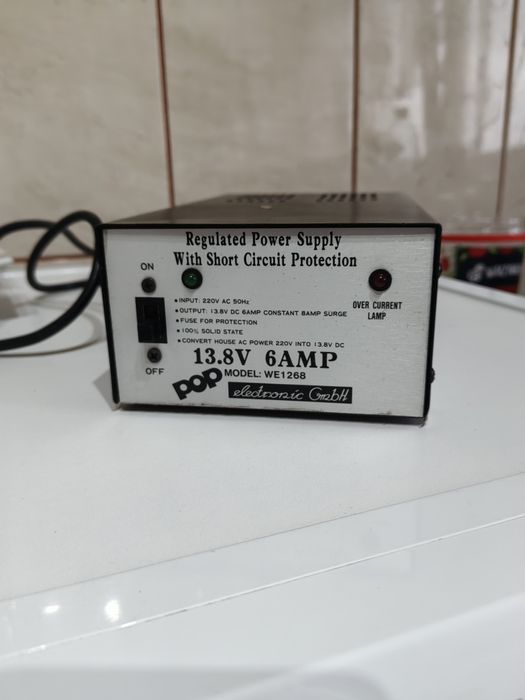 Regulated Power Supply
With Short Circuit Protection
ON
• INPUT: 220V AC 50Hz
• OUTPUT: 13.8V DC 6AMP CONSTANT 8AMP SURGE
• FUSE FOR PROTECTION
• 100% SOLID STATE
• CONVERT HOUSE AC POWER 220V INTO 13.8V DC
OVER CURRENT
LAMP
OFF
13.8V 6AMP
pop MODEL: WE1268
electronic GmbH